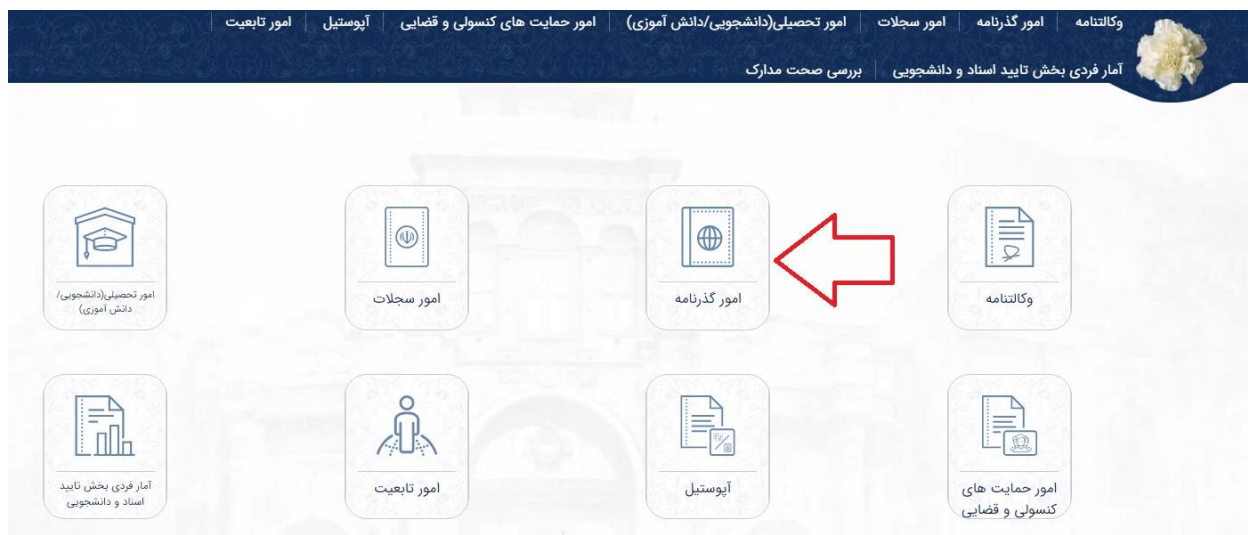 وکالتنامه | امور گذرنامه | امور سجلات | امور تحصیلی(دانشجویی/دانش آموزی) | امور حمایت های کنسولی و قضایی | آپوستیل | امور تابعیت
آمار فردی بخش تایید اسناد و دانشجویی | بررسی صحت مدارک
وکالتنامه
امور گذرنامه
امور سجلات
امور تحصیلی(دانشجویی/
دانش آموزی)
امور حمایت های
کنسولی و قضایی
آپوستیل
امور تابعیت
آمار فردی بخش تایید
اسناد و دانشجویی